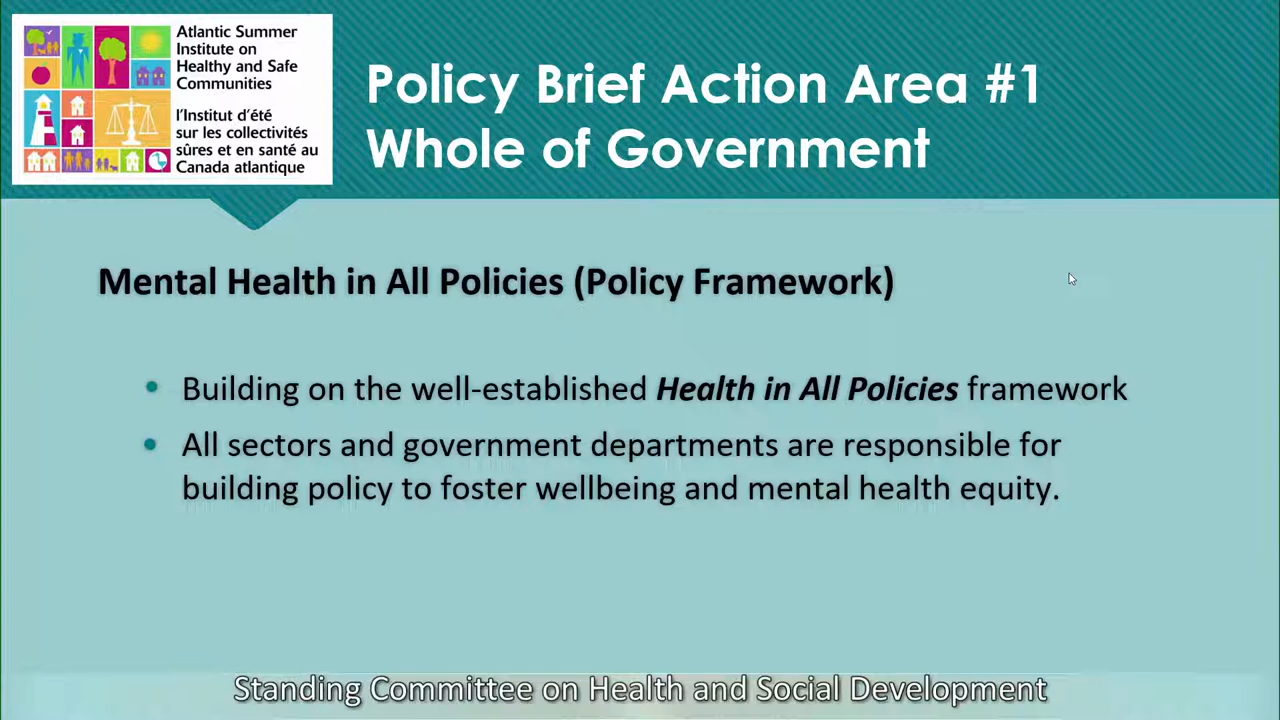 Atlantic Summer
Institute on
Healthy and Safe
Communities
l'Institut d'été
sur les collectivités
sûres et en santé au
Canada atlantique
Policy Brief Action Area #1
Whole of Government
Mental Health in All Policies (Policy Framework)
• Building on the well-established Health in All Policies framework
• All sectors and government departments are responsible for
building policy to foster wellbeing and mental health equity.
Standing Committee on Health and Social Development